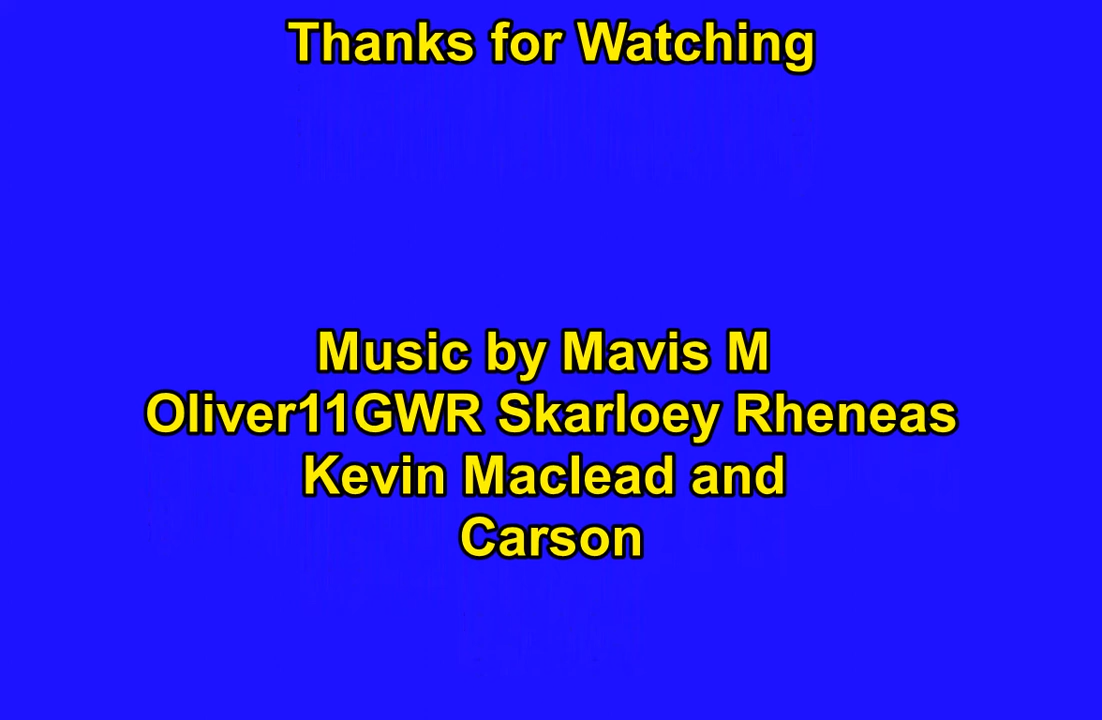 Thanks for Watching
Music by Mavis M
Oliver11GWR Skarloey Rheneas
Kevin Maclead and
Carson